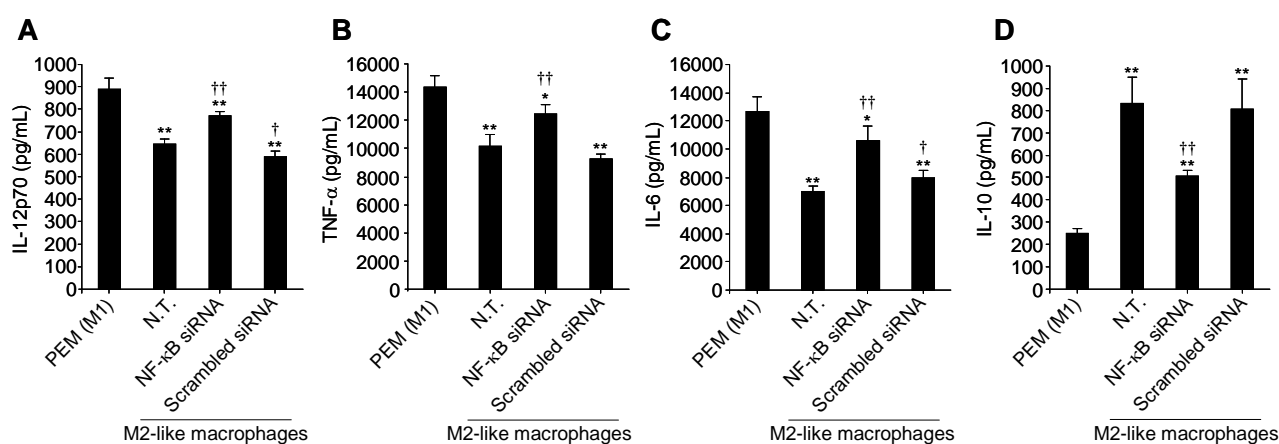 A
IL-12p70 (pg/mL)
1000
900
800
700
600
500
400
300
200
100
0
**
††
**
†
**
PEM (M1)
N.T.
NF-κB siRNA
Scrambled siRNA
M2-like macrophages
B
TNF-α (pg/mL)
16000
14000
12000
10000
8000
6000
4000
2000
0
**
††
*
**
PEM (M1)
N.T.
NF-κB siRNA
Scrambled siRNA
M2-like macrophages
C
IL-6 (pg/mL)
16000
14000
12000
10000
8000
6000
4000
2000
0
**
††
*
†
**
PEM (M1)
N.T.
NF-κB siRNA
Scrambled siRNA
M2-like macrophages
D
IL-10 (pg/mL)
1000
900
800
700
600
500
400
300
200
100
0
**
††
**
**
PEM (M1)
N.T.
NF-κB siRNA
Scrambled siRNA
M2-like macrophages